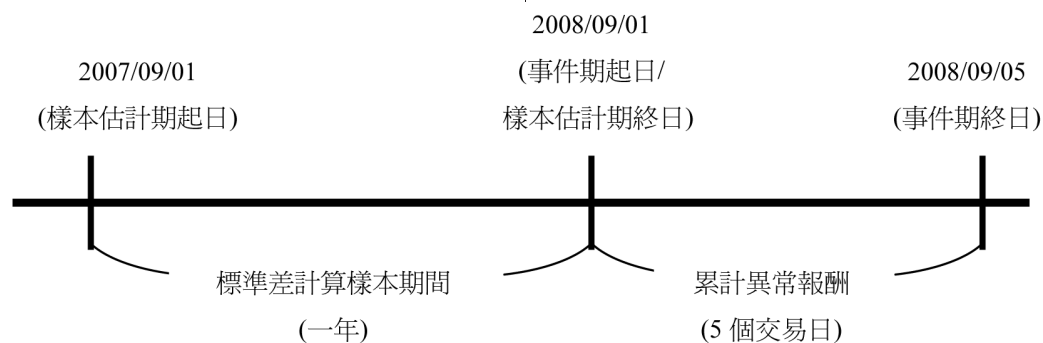 2007/09/01
(樣本估計期起日)
2008/09/01
(事件期起日/
樣本估計期終日)
2008/09/05
(事件期終日)
標準差計算樣本期間
(一年)
累計異常報酬
(5 個交易日)